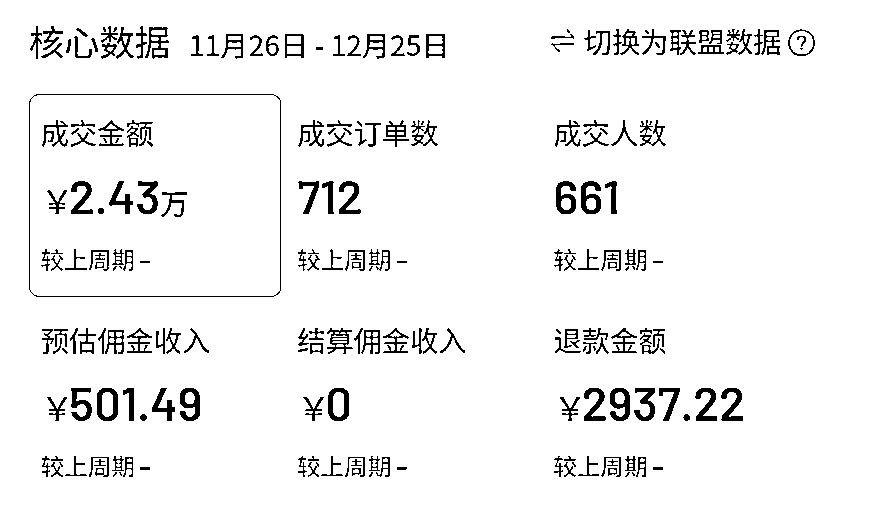 核心数据 11月26日 - 12月25日 ⇌ 切换为联盟数据 ?
成交金额 成交订单数 成交人数
¥2.43万 712 661
较上周期 – 较上周期 – 较上周期 –
预估佣金收入 结算佣金收入 退款金额
¥501.49 ¥0 ¥2937.22
较上周期 – 较上周期 – 较上周期 –